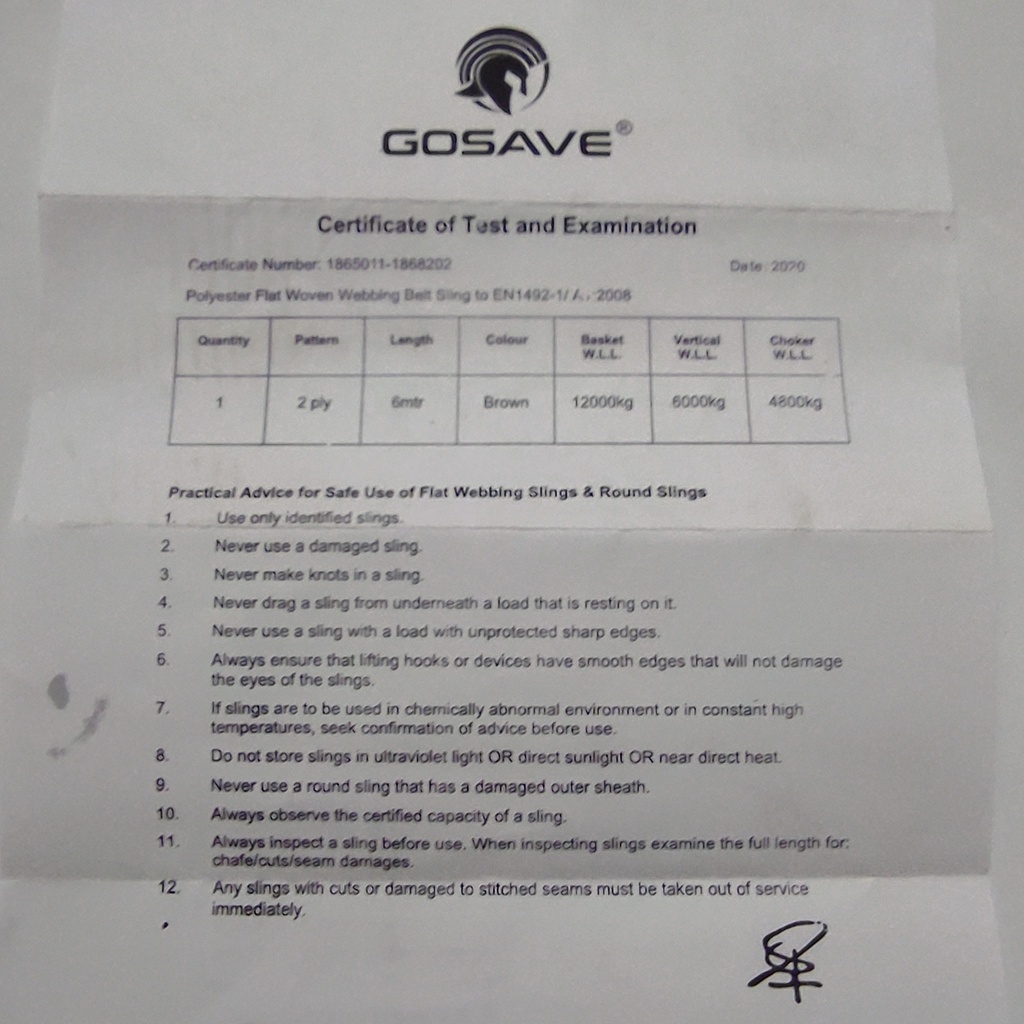 GOSAVE®
Certificate of Test and Examination
Certificate Number: 1865011-1868202 Date: 2020
Polyester Flat Woven Webbing Belt Sling to EN1492-1/ 2008
Quantity Pattern Length Colour Basket W.L.L. Vertical W.L.L. Choker W.L.L.
1 2 ply 6mtr Brown 12000kg 6000kg 4800kg
Practical Advice for Safe Use of Flat Webbing Slings & Round Slings
1. Use only identified slings.
2. Never use a damaged sling.
3. Never make knots in a sling.
4. Never drag a sling from underneath a load that is resting on it.
5. Never use a sling with a load with unprotected sharp edges.
6. Always ensure that lifting hooks or devices have smooth edges that will not damage
the eyes of the slings.
7. If slings are to be used in chemically abnormal environment or in constant high
temperatures, seek confirmation of advice before use.
8. Do not store slings in ultraviolet light OR direct sunlight OR near direct heat.
9. Never use a round sling that has a damaged outer sheath.
10. Always observe the certified capacity of a sling.
11. Always inspect a sling before use. When inspecting slings examine the full length for:
chafe/cuts/seam damages.
12. Any slings with cuts or damaged to stitched seams must be taken out of service
immediately.